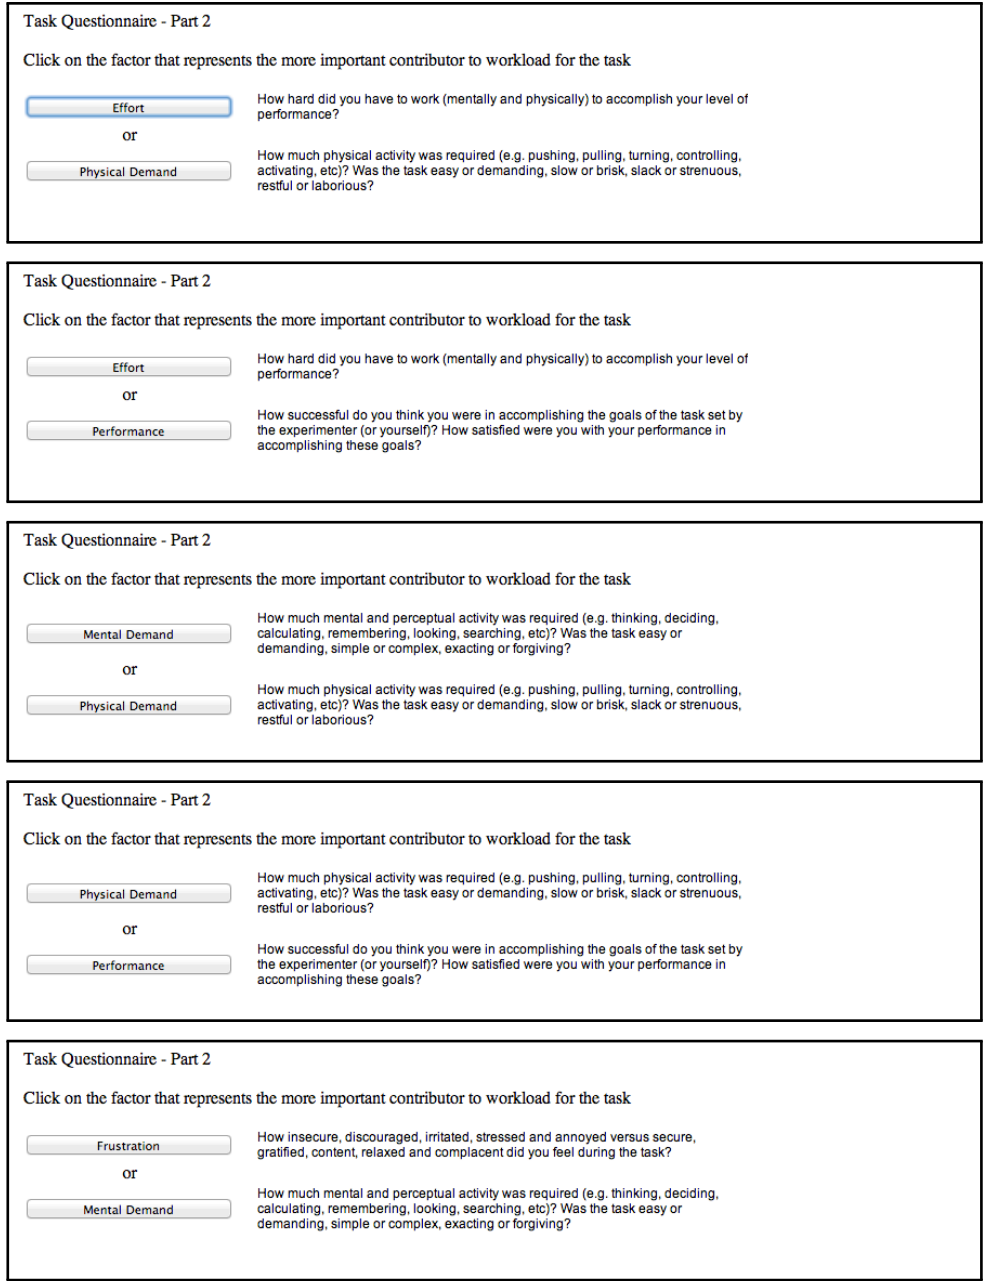 Task Questionnaire - Part 2
Click on the factor that represents the more important contributor to workload for the task
Effort
How hard did you have to work (mentally and physically) to accomplish your level of
performance?
or
Physical Demand
How much physical activity was required (e.g. pushing, pulling, turning, controlling,
activating, etc)? Was the task easy or demanding, slow or brisk, slack or strenuous,
restful or laborious?
Task Questionnaire - Part 2
Click on the factor that represents the more important contributor to workload for the task
Effort
How hard did you have to work (mentally and physically) to accomplish your level of
performance?
or
Performance
How successful do you think you were in accomplishing the goals of the task set by
the experimenter (or yourself)? How satisfied were you with your performance in
accomplishing these goals?
Task Questionnaire - Part 2
Click on the factor that represents the more important contributor to workload for the task
Mental Demand
How much mental and perceptual activity was required (e.g. thinking, deciding,
calculating, remembering, looking, searching, etc)? Was the task easy or
demanding, simple or complex, exacting or forgiving?
or
Physical Demand
How much physical activity was required (e.g. pushing, pulling, turning, controlling,
activating, etc)? Was the task easy or demanding, slow or brisk, slack or strenuous,
restful or laborious?
Task Questionnaire - Part 2
Click on the factor that represents the more important contributor to workload for the task
Physical Demand
How much physical activity was required (e.g. pushing, pulling, turning, controlling,
activating, etc)? Was the task easy or demanding, slow or brisk, slack or strenuous,
restful or laborious?
or
Performance
How successful do you think you were in accomplishing the goals of the task set by
the experimenter (or yourself)? How satisfied were you with your performance in
accomplishing these goals?
Task Questionnaire - Part 2
Click on the factor that represents the more important contributor to workload for the task
Frustration
How insecure, discouraged, irritated, stressed and annoyed versus secure,
gratified, content, relaxed and complacent did you feel during the task?
or
Mental Demand
How much mental and perceptual activity was required (e.g. thinking, deciding,
calculating, remembering, looking, searching, etc)? Was the task easy or
demanding, simple or complex, exacting or forgiving?